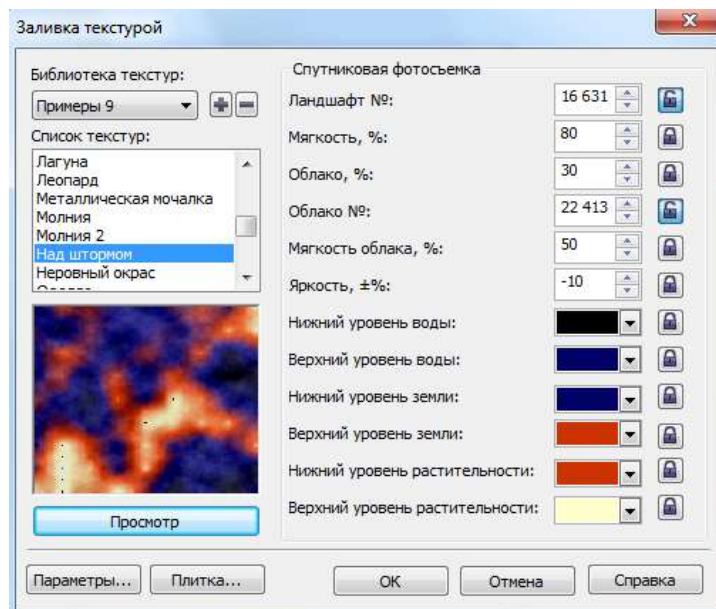 Заливка текстурой
Библиотека текстур:
Примеры 9
Список текстур:
Лагуна
Леопард
Металлическая мочалка
Молния
Молния 2
Над штормом
Неровный окрас
Просмотр
Спутниковая фотосъемка
Ландшафт №: 16 631
Мягкость, %: 80
Облако, %: 30
Облако №: 22 413
Мягкость облака, %: 50
Яркость, ±%: -10
Нижний уровень воды:
Верхний уровень воды:
Нижний уровень земли:
Верхний уровень земли:
Нижний уровень растительности:
Верхний уровень растительности:
Параметры... Плитка... ОК Отмена Справка